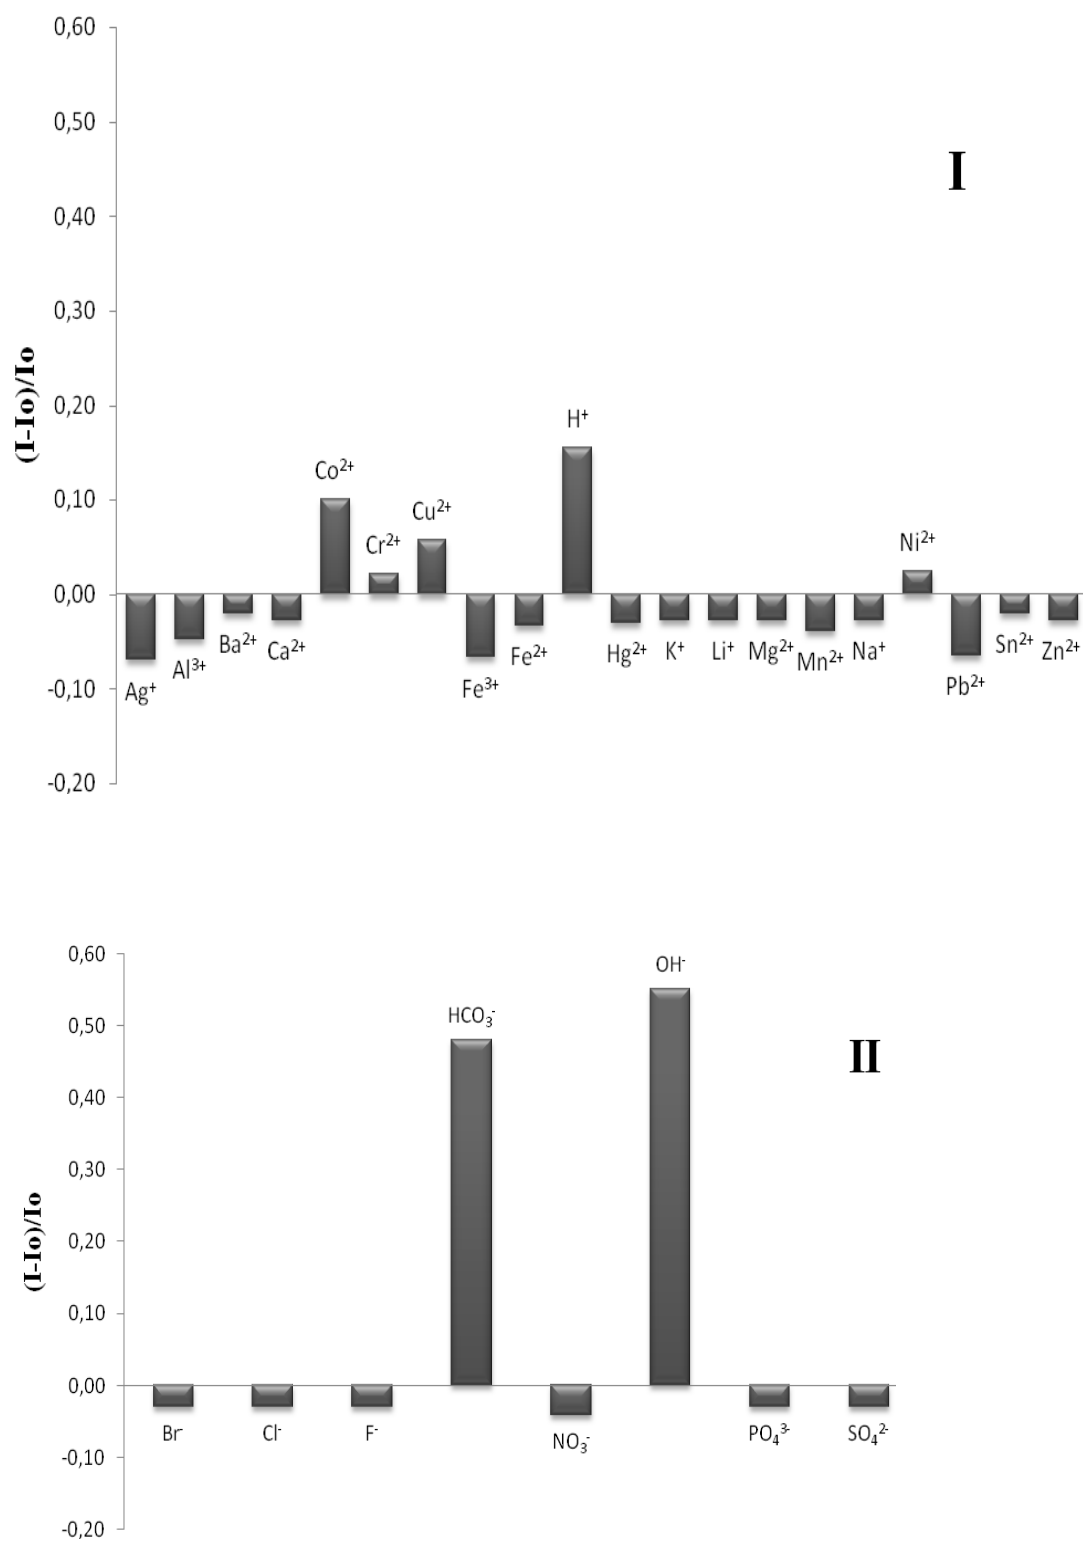 0,60
0,50
I
0,40
0,30
(I-Io)/Io
0,20
H⁺
Co²⁺
0,10
Cu²⁺
Cr²⁺
Ni²⁺
0,00
Ag⁺ Al³⁺ Ba²⁺ Ca²⁺ Fe³⁺ Fe²⁺ Hg²⁺ K⁺ Li⁺ Mg²⁺ Mn²⁺ Na⁺ Pb²⁺ Sn²⁺ Zn²⁺
-0,10
-0,20
0,60
OH⁻
HCO₃⁻
0,50
II
0,40
0,30
(I-Io)/Io
0,20
0,10
0,00
Br⁻ Cl⁻ F⁻ NO₃⁻ PO₄³⁻ SO₄²⁻
-0,10
-0,20